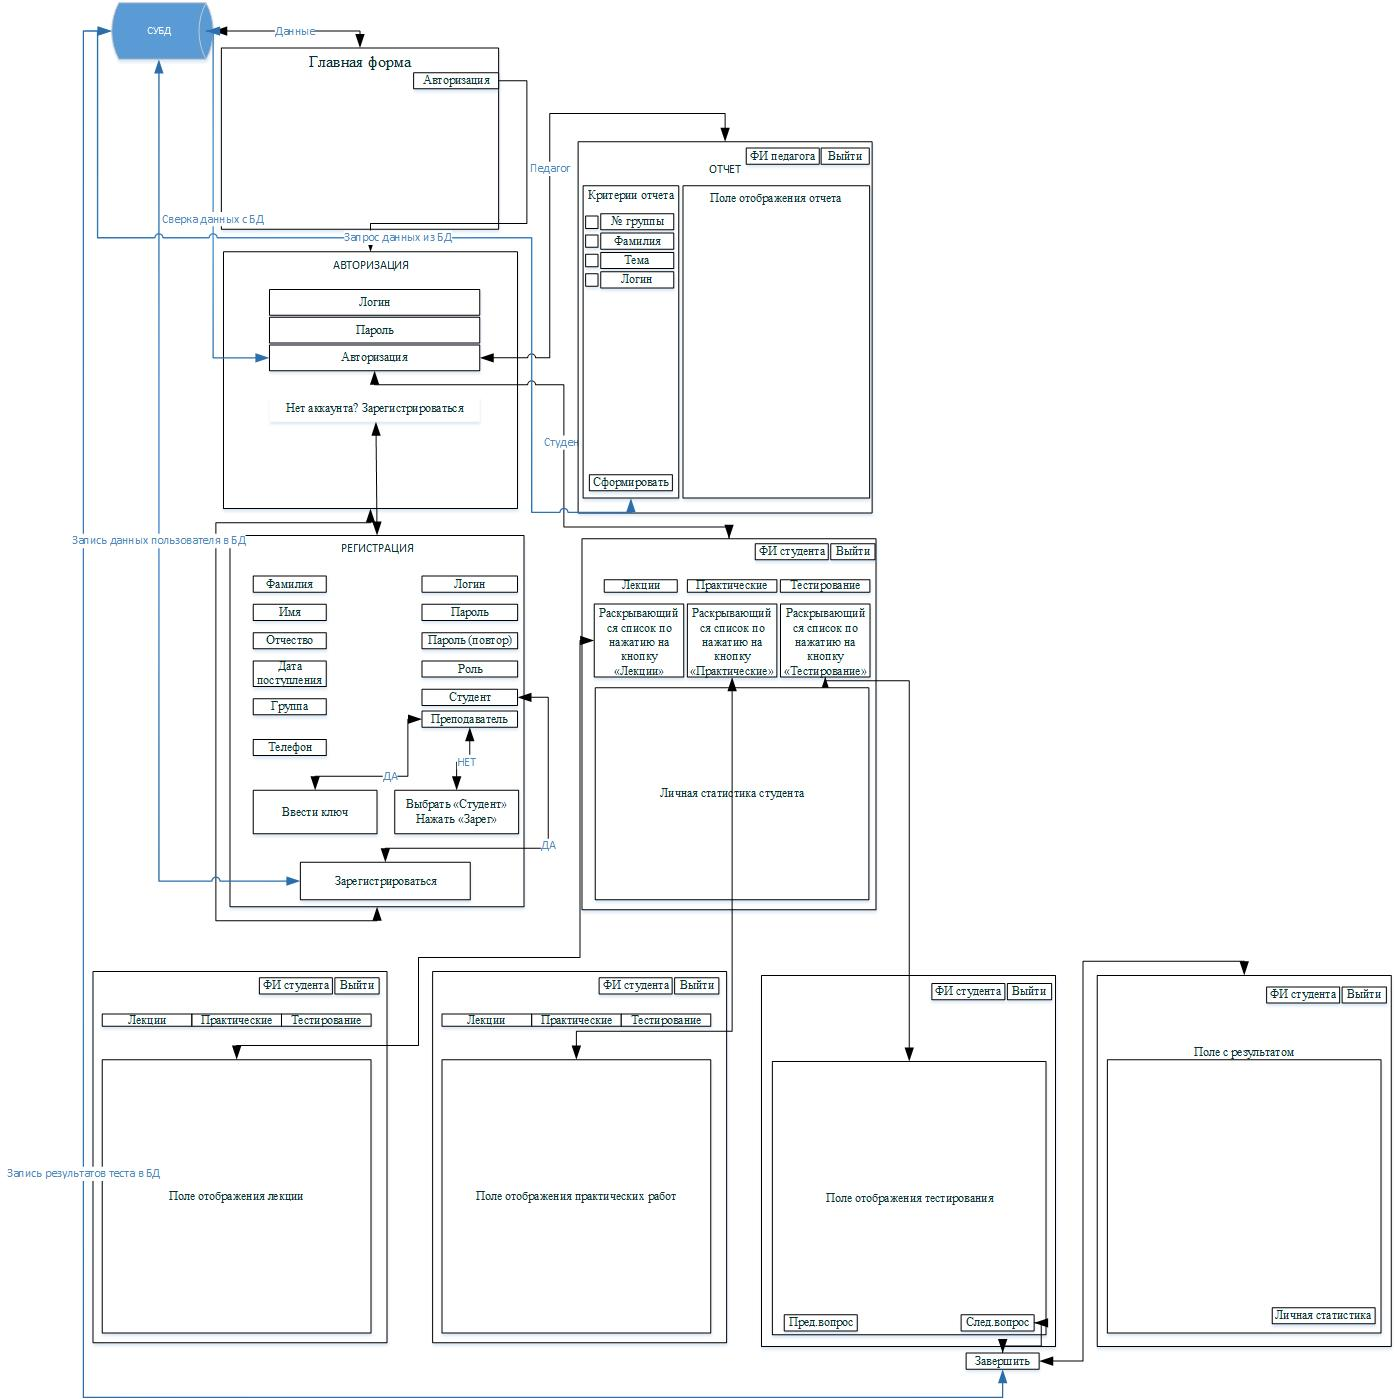 СУБД
Данные
Главная форма
Авторизация
Педагог
ФИ педагога
Выйти
ОТЧЕТ
Критерии отчета
Поле отображения отчета
№ группы
Фамилия
Тема
Логин
Сформировать
Сверка данных с БД
Запрос данных из БД
АВТОРИЗАЦИЯ
Логин
Пароль
Авторизация
Нет аккаунта? Зарегистрироваться
Студен
Запись данных пользователя в БД
РЕГИСТРАЦИЯ
Фамилия
Имя
Отчество
Дата
поступления
Группа
Телефон
Логин
Пароль
Пароль (повтор)
Роль
Студент
Преподаватель
ДА
НЕТ
Ввести ключ
Выбрать «Студент»
Нажать «Зарег»
ДА
Зарегистрироваться
ФИ студента
Выйти
Лекции
Практические
Тестирование
Раскрывающий
ся список по
нажатию на
кнопку
«Лекции»
Раскрывающий
ся список по
нажатию на
кнопку
«Практические»
Раскрывающий
ся список по
нажатию на
кнопку
«Тестирование»
Личная статистика студента
ФИ студента
Выйти
Лекции
Практические
Тестирование
Запись результатов теста в БД
Поле отображения лекции
ФИ студента
Выйти
Лекции
Практические
Тестирование
Поле отображения практических работ
ФИ студента
Выйти
Поле отображения тестирования
Пред.вопрос
След.вопрос
Завершить
ФИ студента
Выйти
Поле с результатом
Личная статистика